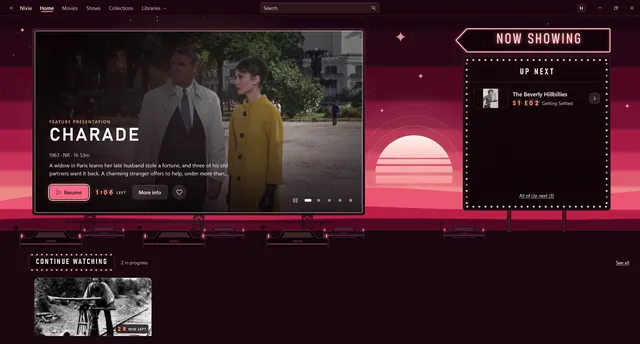 Nixie
Home
Movies
Shows
Collections
Libraries
Search
NOW SHOWING
UP NEXT
The Beverly Hillbillies
S1 E02 Getting Settled
All of Up next (3)
FEATURE PRESENTATION
CHARADE
1963 · NR · 1h 53m
A widow in Paris learns her late husband stole a fortune, and three of his old
partners want it back. A charming stranger offers to help, under more than...
Resume
1:06 LEFT
More info
CONTINUE WATCHING
2 in progress
See all
28 MIN LEFT